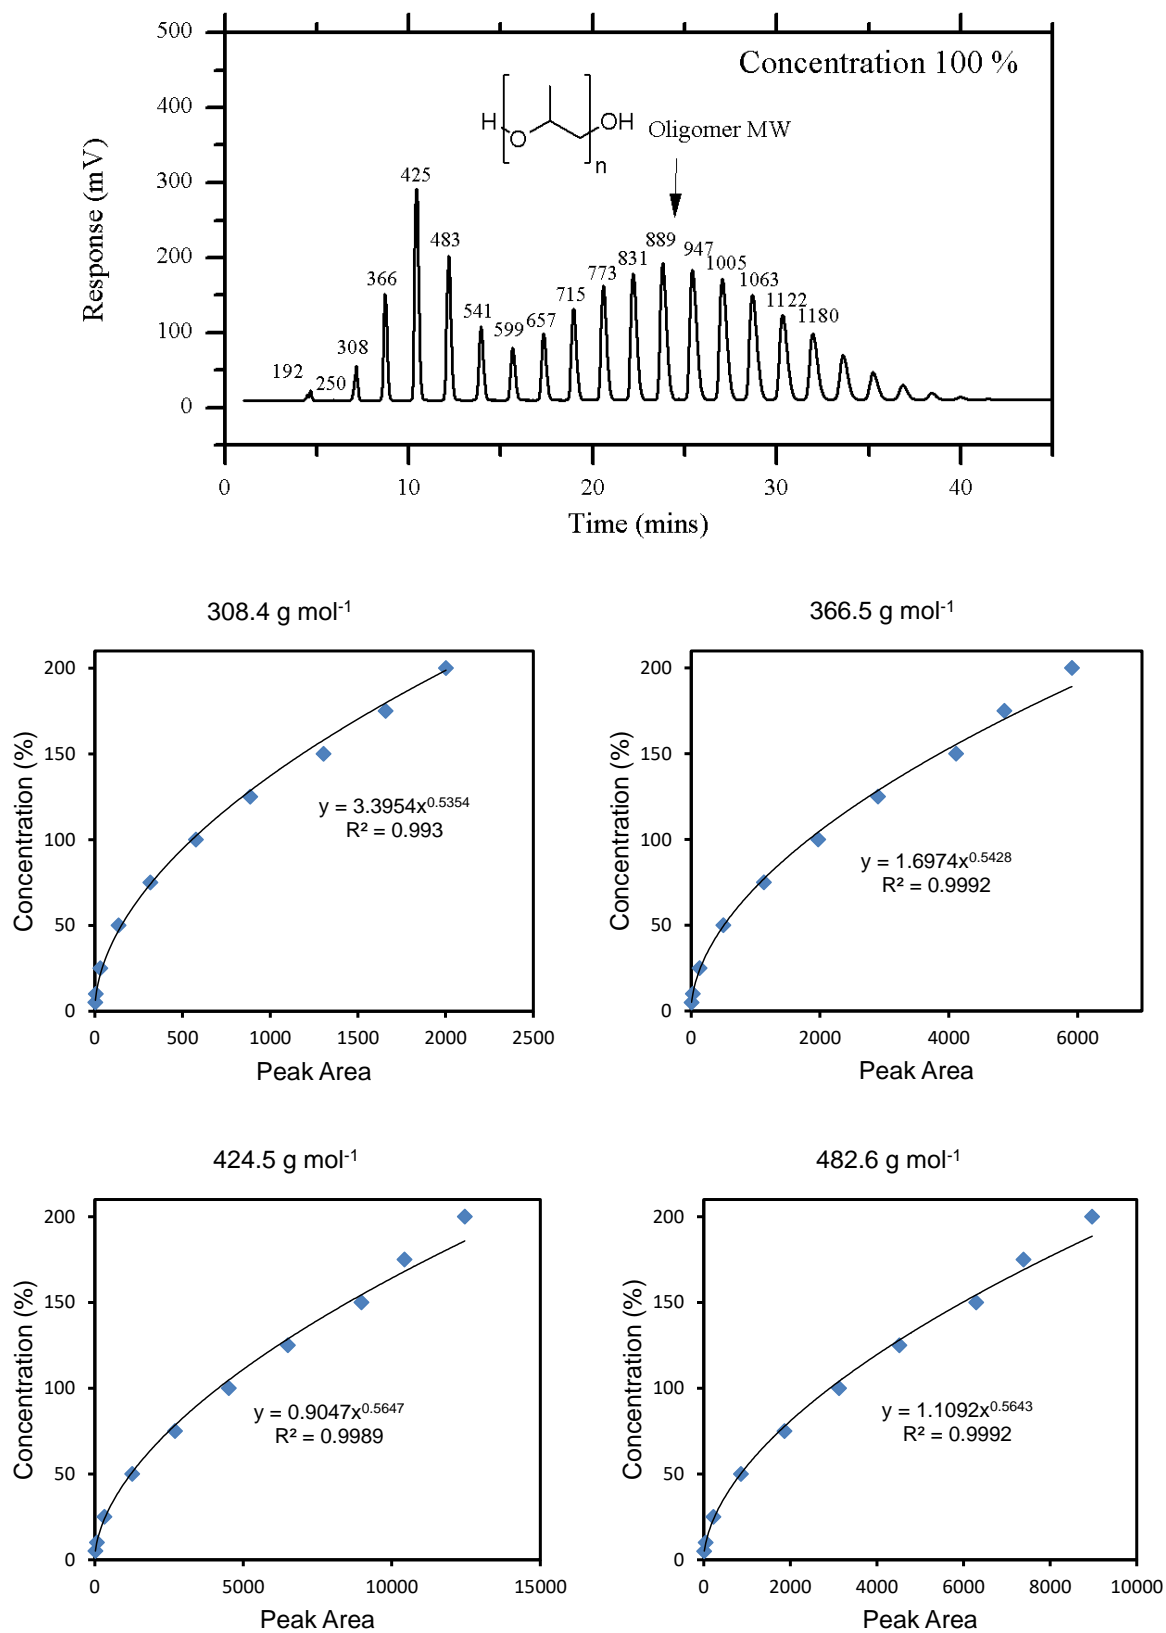 500
400
300
200
100
0
Response (mV)
Concentration 100 %
H
O
OH
n
Oligomer MW
192
250
308
366
425
483
541
599
657
715
773
831
889
947
1005
1063
1122
1180
0
10
20
30
40
Time (mins)
308.4 g mol⁻¹
200
150
100
50
0
Concentration (%)
y = 3.3954x⁰·⁵³⁵⁴
R² = 0.993
0
500
1000
1500
2000
2500
Peak Area
366.5 g mol⁻¹
200
150
100
50
0
Concentration (%)
y = 1.6974x⁰·⁵⁴²⁸
R² = 0.9992
0
2000
4000
6000
Peak Area
424.5 g mol⁻¹
200
150
100
50
0
Concentration (%)
y = 0.9047x⁰·⁵⁶⁴⁷
R² = 0.9989
0
5000
10000
15000
Peak Area
482.6 g mol⁻¹
200
150
100
50
0
Concentration (%)
y = 1.1092x⁰·⁵⁶⁴³
R² = 0.9992
0
2000
4000
6000
8000
10000
Peak Area